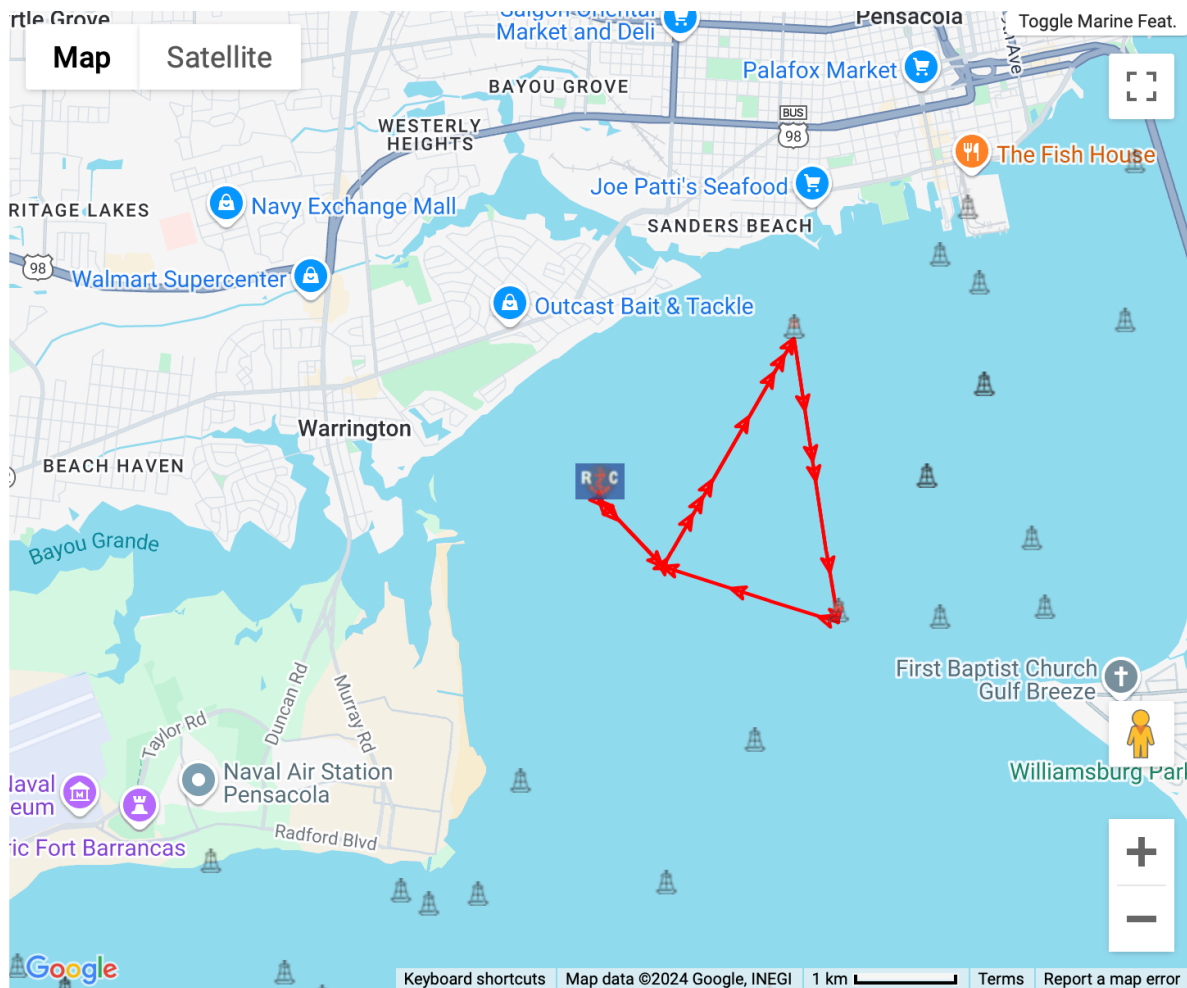 rtle Grove
Saigon Oriental
Market and Deli
Pensacola
Toggle Marine Feat.
Map
Satellite
Ave
BAYOU GROVE
Palafox Market
BUS
98
WESTERLY
HEIGHTS
The Fish House
Joe Patti's Seafood
RITAGE LAKES
Navy Exchange Mall
SANDERS BEACH
98
Walmart Supercenter
Outcast Bait & Tackle
Warrington
BEACH HAVEN
R C
Bayou Grande
First Baptist Church
Gulf Breeze
Duncan Rd
Murray Rd
Taylor Rd
Naval Air Station
Pensacola
Williamsburg Park
Naval
eum
M
Radford Blvd
ric Fort Barrancas
Google
Keyboard shortcuts
Map data ©2024 Google, INEGI
1 km
Terms
Report a map error